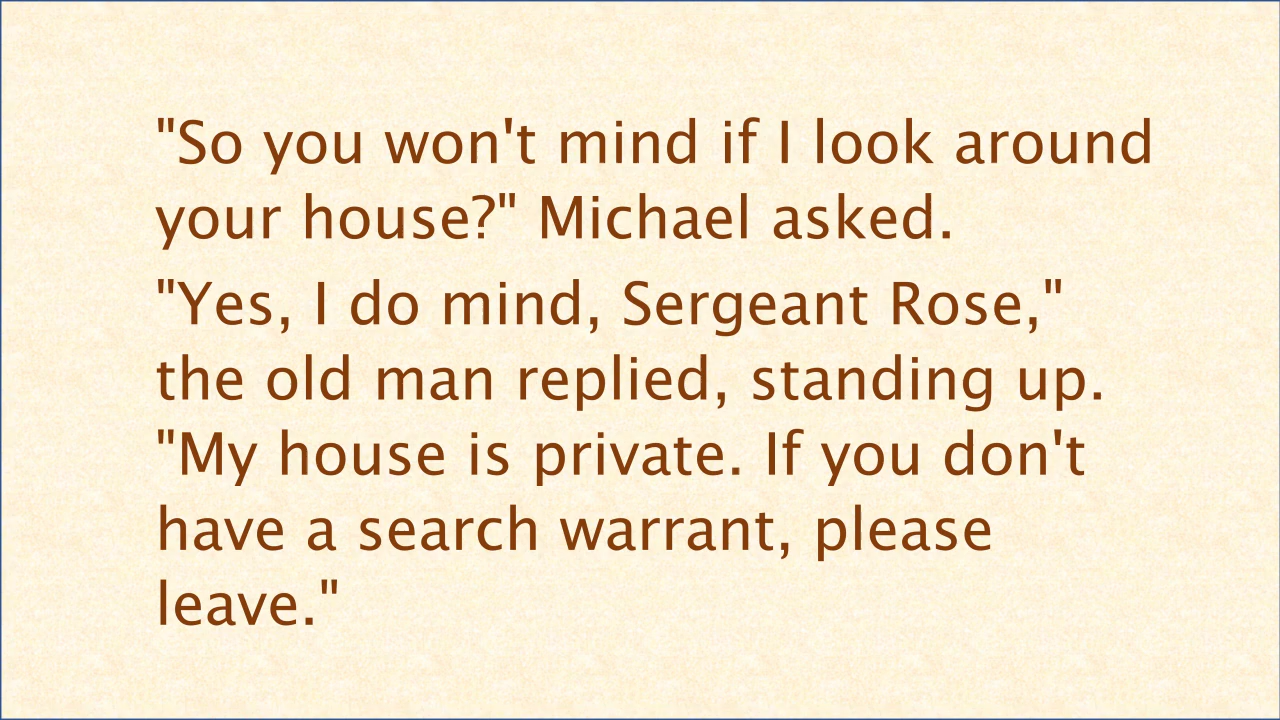 "So you won't mind if I look around
your house?" Michael asked.
"Yes, I do mind, Sergeant Rose,"
the old man replied, standing up.
"My house is private. If you don't
have a search warrant, please
leave."